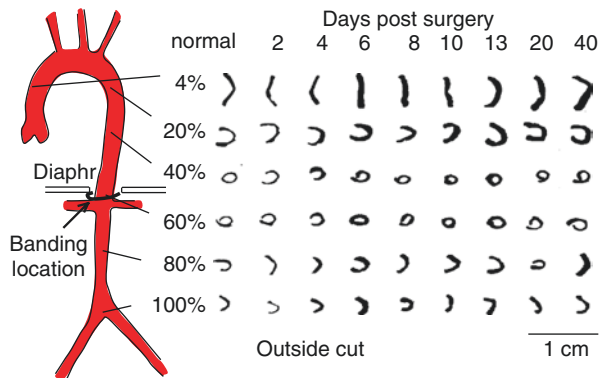 Days post surgery
normal 2 4 6 8 10 13 20 40
4%
20%
40%
Diaphr
60%
Banding
location
80%
100%
Outside cut
1 cm